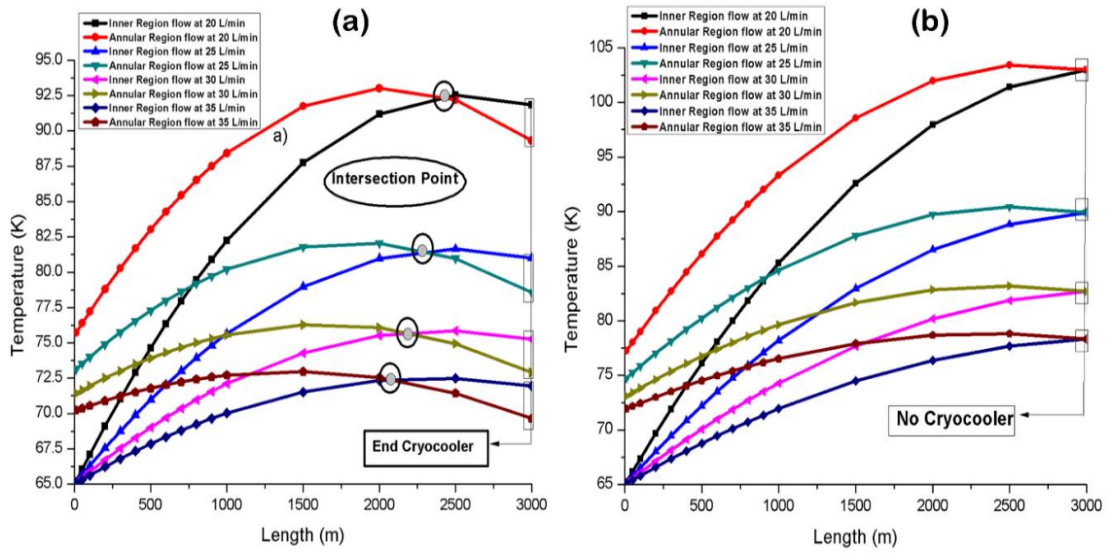 (a)
Inner Region flow at 20 L/min
Annular Region flow at 20 L/min
Inner Region flow at 25 L/min
Annular Region flow at 25 L/min
Inner Region flow at 30 L/min
Annular Region flow at 30 L/min
Inner Region flow at 35 L/min
Annular Region flow at 35 L/min
a)
Intersection Point
End Cryocooler
Temperature (K)
95.0
92.5
90.0
87.5
85.0
82.5
80.0
77.5
75.0
72.5
70.0
67.5
65.0
0 500 1000 1500 2000 2500 3000
Length (m)
(b)
Inner Region flow at 20 L/min
Annular Region flow at 20 L/min
Inner Region flow at 25 L/min
Annular Region flow at 25 L/min
Inner Region flow at 30 L/min
Annular Region flow at 30 L/min
Inner Region flow at 35 L/min
Annular Region flow at 35 L/min
No Cryocooler
Temperature (K)
105
100
95
90
85
80
75
70
65
0 500 1000 1500 2000 2500 3000
Length (m)